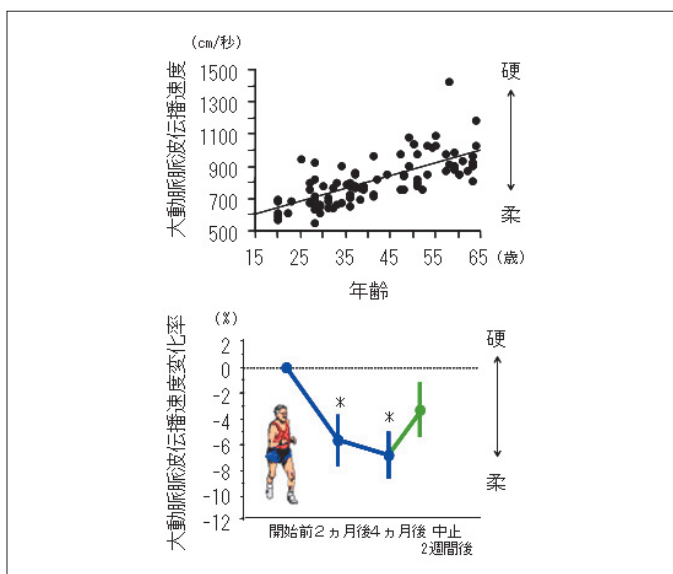 (cm/秒)
大動脈脈波伝播速度
1500
1300
1100
900
700
500
15 25 35 45 55 65 (歳)
年齢
硬
柔
(%)
大動脈脈波伝播速度変化率
2
0
-2
-4
-6
-8
-10
-12
*
*
開始前 2ヵ月後 4ヵ月後 中止
2週間後
硬
柔